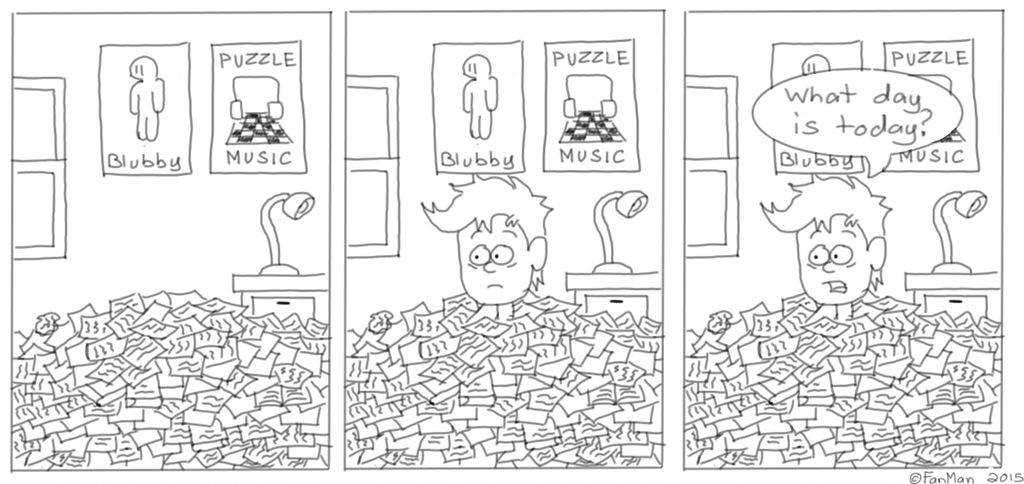 Blubby
PUZZLE
MUSIC
Blubby
PUZZLE
MUSIC
What day
is today?
Blubby
PUZZLE
MUSIC
©FanMan 2015